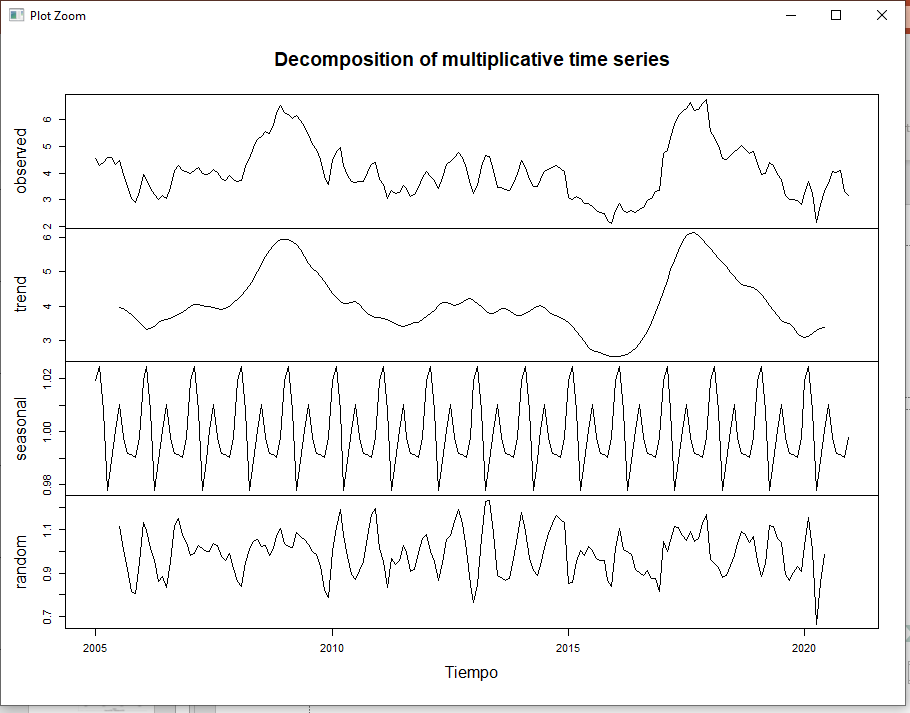 Plot Zoom
Decomposition of multiplicative time series
observed
2 3 4 5 6
trend
3 4 5 6
seasonal
0.98 1.00 1.02
random
0.7 0.9 1.1
2005 2010 2015 2020
Tiempo